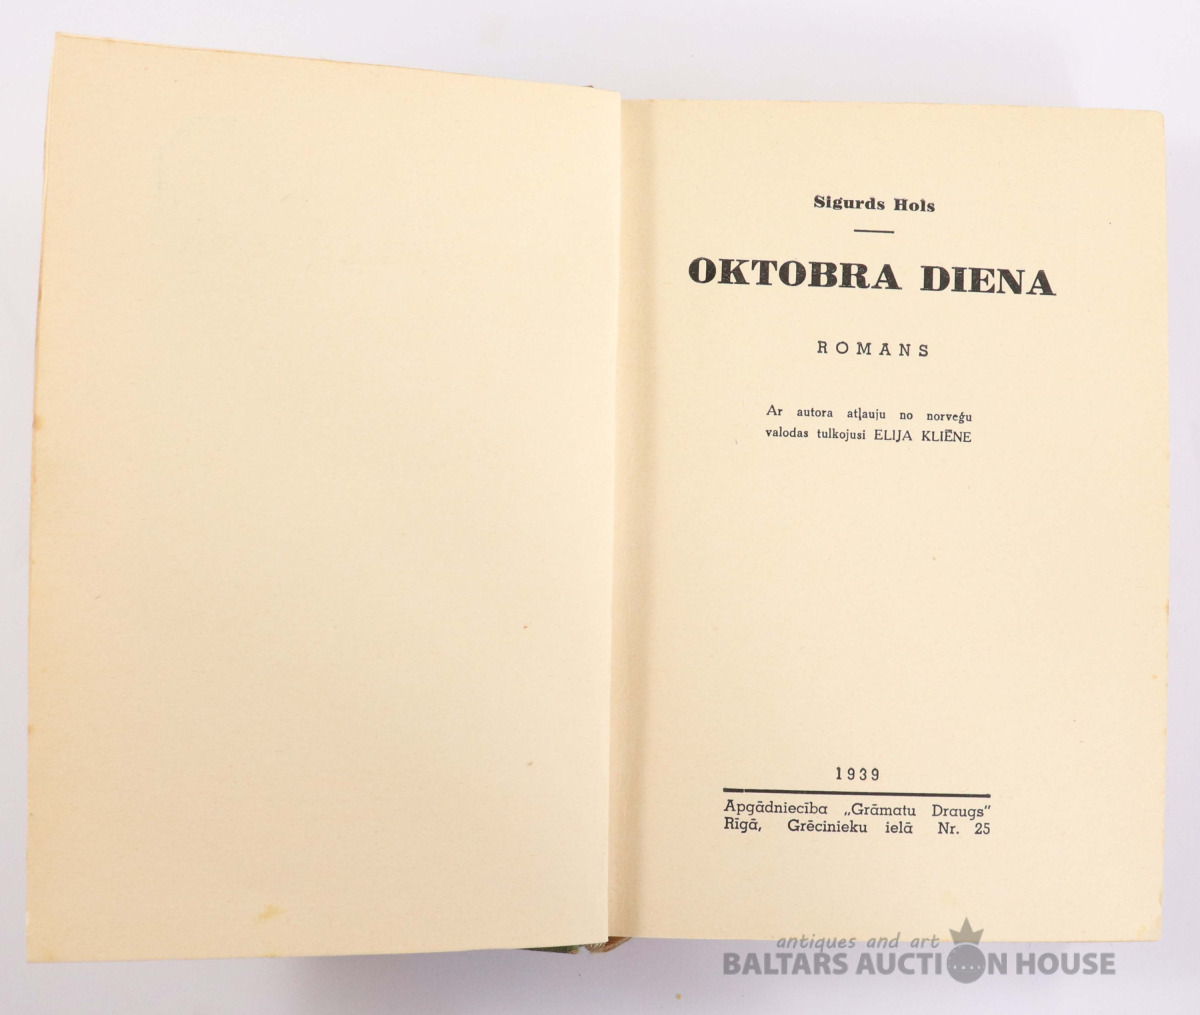 Sigurds Hols
OKTOBRA DIENA
ROMANS
Ar autora atļauju no norveģu
valodas tulkojusi ELIJA KLIĒNE
1939
Apgādniecība „Grāmatu Draugs"
Rīgā, Grēcinieku ielā Nr. 25
antiques and art
BALTARS AUCTION HOUSE